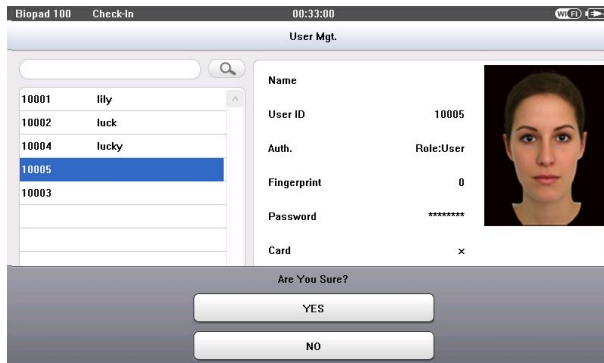 Biopad 100 Check-In 00:33:00 WIFI
User Mgt.
10001 lily
10002 luck
10004 lucky
10005
10003
Name
User ID 10005
Auth. Role:User
Fingerprint 0
Password ********
Card ×
Are You Sure?
YES
NO